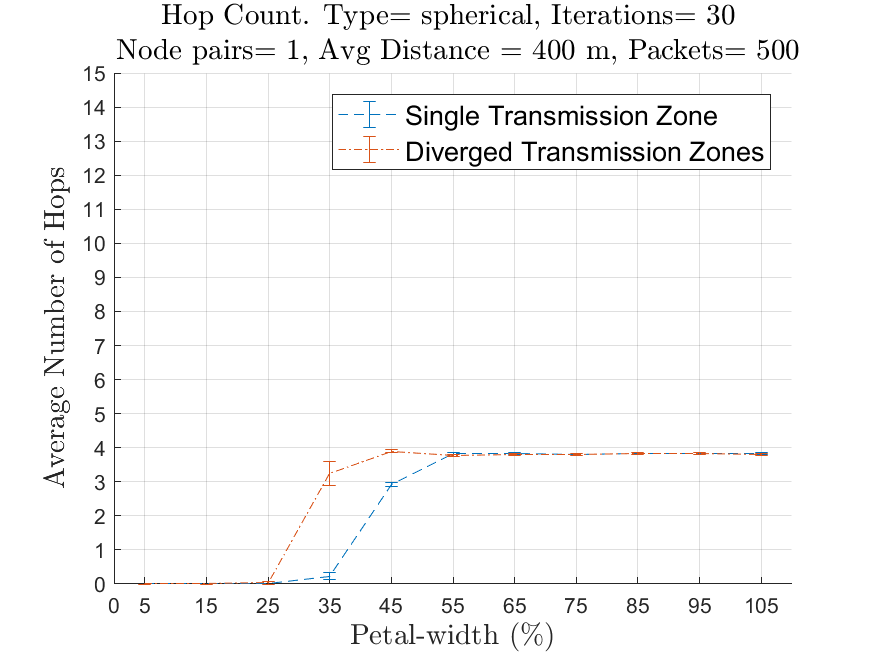 Hop Count. Type= spherical, Iterations= 30
Node pairs= 1, Avg Distance = 400 m, Packets= 500
15
14
13
12
11
10
9
8
7
6
5
4
3
2
1
0
Average Number of Hops
Single Transmission Zone
Diverged Transmission Zones
0 5 15 25 35 45 55 65 75 85 95 105
Petal-width (%)